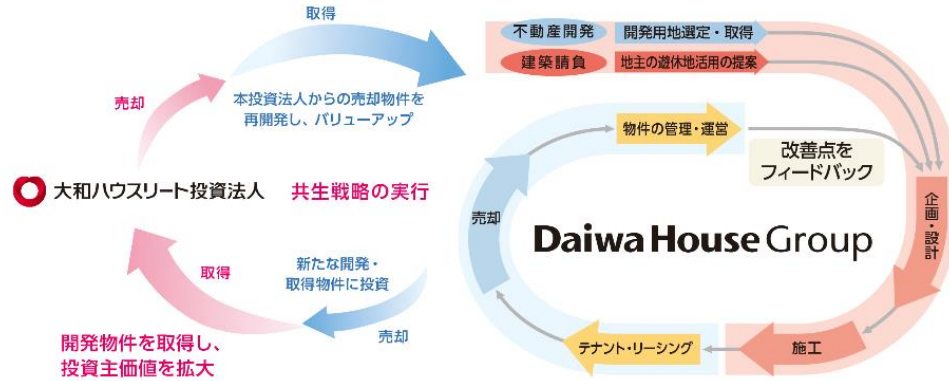 取得
売却
本投資法人からの売却物件を
再開発し、バリューアップ
大和ハウスリート投資法人
共生戦略の実行
取得
新たな開発・
取得物件に投資
売却
開発物件を取得し、
投資主価値を拡大
不動産開発
開発用地選定・取得
建築請負
地主の遊休地活用の提案
物件の管理・運営
改善点を
フィードバック
売却
Daiwa House Group
企画・設計
テナント・リーシング
施工